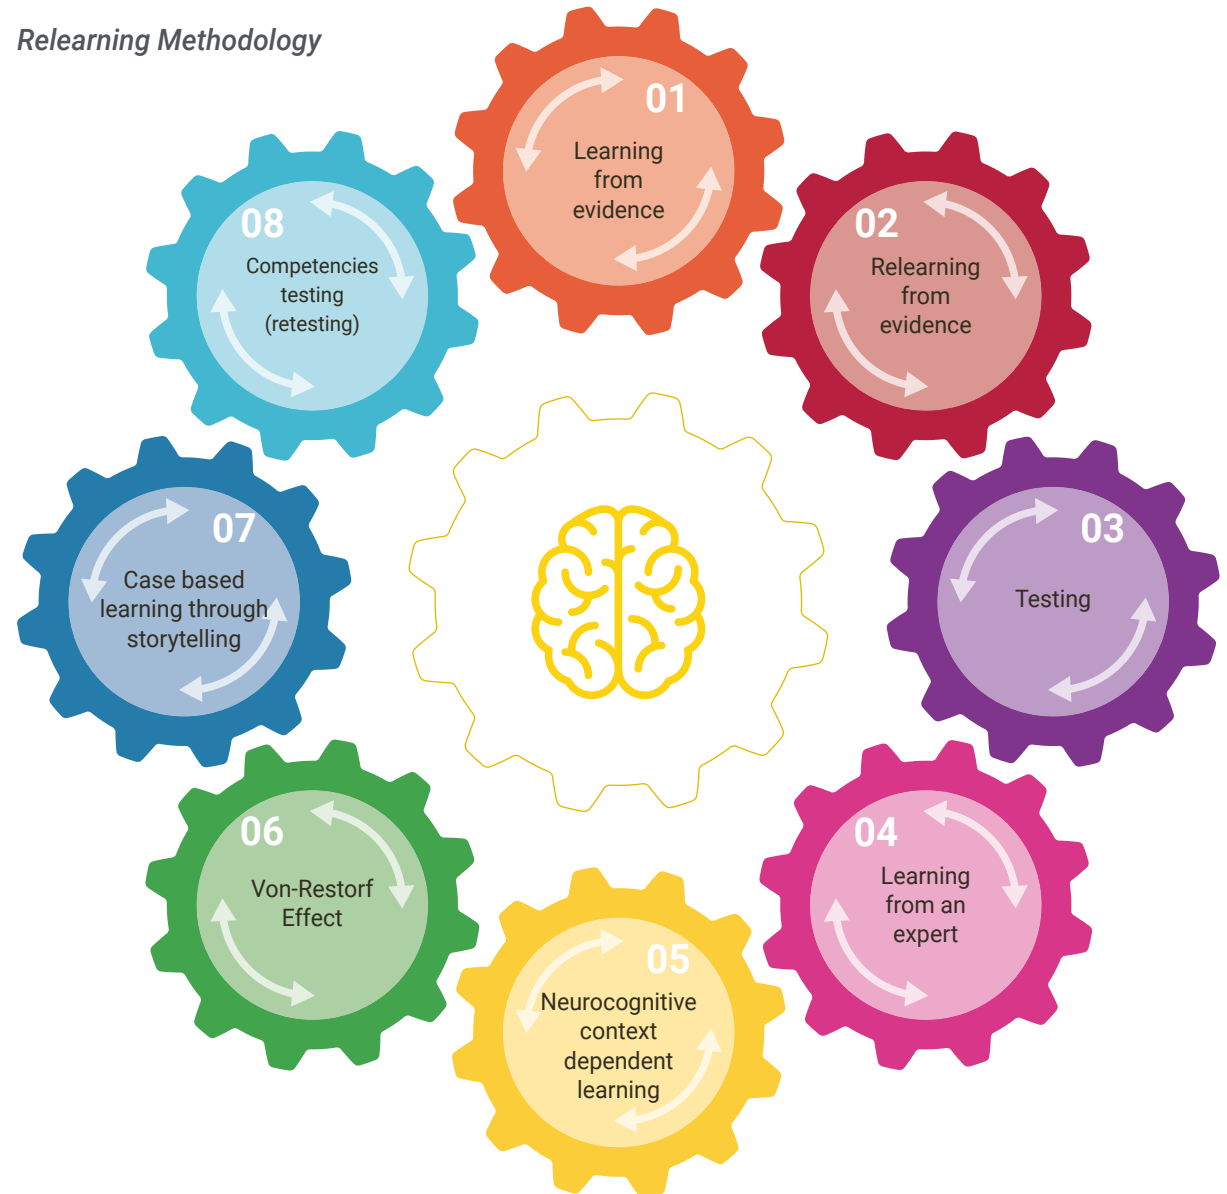 Relearning Methodology
01
Learning
from
evidence
02
Relearning
from
evidence
03
Testing
04
Learning
from an
expert
05
Neurocognitive
context
dependent
learning
06
Von-Restorf
Effect
07
Case based
learning through
storytelling
08
Competencies
testing
(retesting)